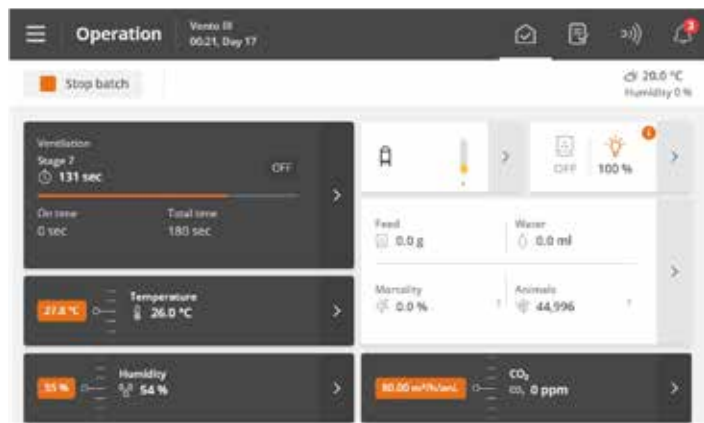 Operation
Vento III
00:21, Day 17
3
Stop batch
20.0 °C
Humidity 0 %
Ventilation
Stage 7
131 sec
OFF
On time
Total time
0 sec
180 sec
OFF
100 %
Feed
0.0 g
Water
0.0 ml
Mortality
0.0 %
Animals
44,996
Temperature
26.0 °C
Humidity
55 %
54 %
CO₂
0 ppm